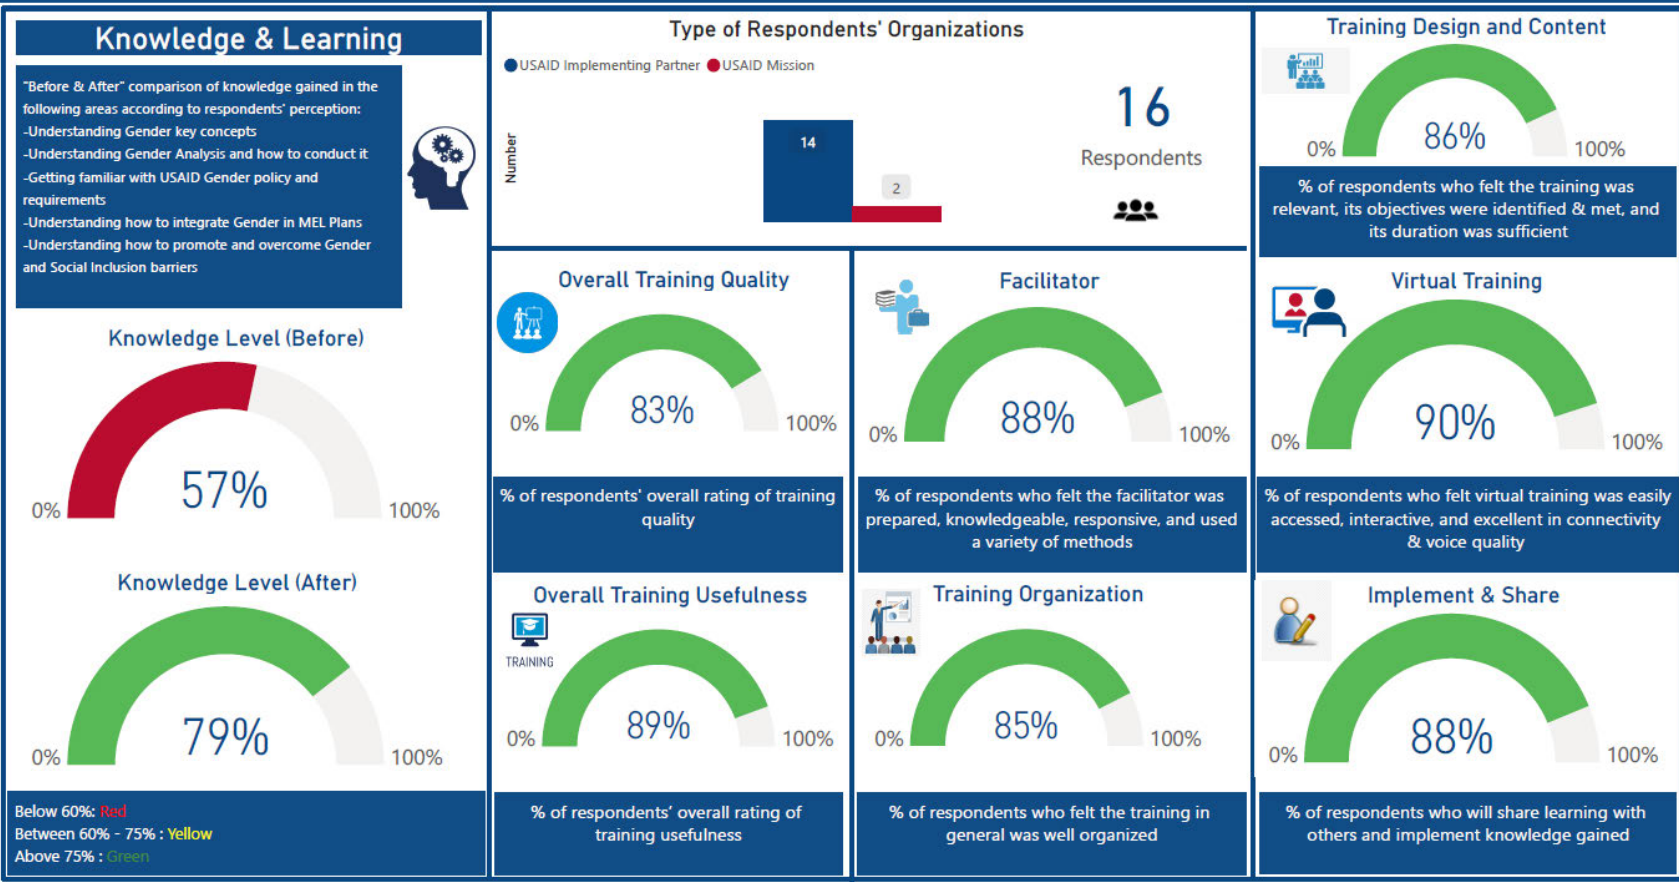 Knowledge & Learning
"Before & After" comparison of knowledge gained in the
following areas according to respondents' perception:
-Understanding Gender key concepts
-Understanding Gender Analysis and how to conduct it
-Getting familiar with USAID Gender policy and
requirements
-Understanding how to integrate Gender in MEL Plans
-Understanding how to promote and overcome Gender
and Social Inclusion barriers
Knowledge Level (Before)
57%
0%
100%
Knowledge Level (After)
79%
0%
100%
Below 60%: Red
Between 60% - 75% : Yellow
Above 75% : Green
Type of Respondents' Organizations
USAID Implementing Partner USAID Mission
Number
14
2
16
Respondents
Overall Training Quality
83%
0%
100%
% of respondents' overall rating of training
quality
Facilitator
88%
0%
100%
% of respondents who felt the facilitator was
prepared, knowledgeable, responsive, and used
a variety of methods
Overall Training Usefulness
TRAINING
89%
0%
100%
% of respondents' overall rating of
training usefulness
Training Organization
85%
0%
100%
% of respondents who felt the training in
general was well organized
Training Design and Content
86%
0%
100%
% of respondents who felt the training was
relevant, its objectives were identified & met, and
its duration was sufficient
Virtual Training
90%
0%
100%
% of respondents who felt virtual training was easily
accessed, interactive, and excellent in connectivity
& voice quality
Implement & Share
88%
0%
100%
% of respondents who will share learning with
others and implement knowledge gained